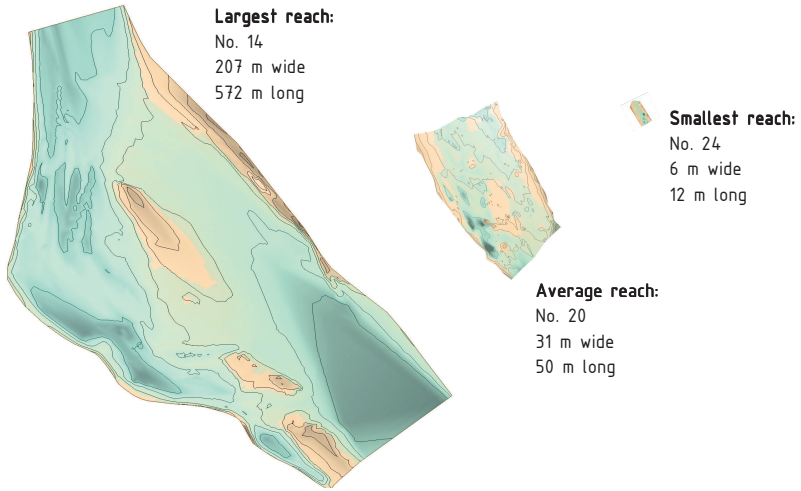 Largest reach:
No. 14
207 m wide
572 m long
Smallest reach:
No. 24
6 m wide
12 m long
Average reach:
No. 20
31 m wide
50 m long